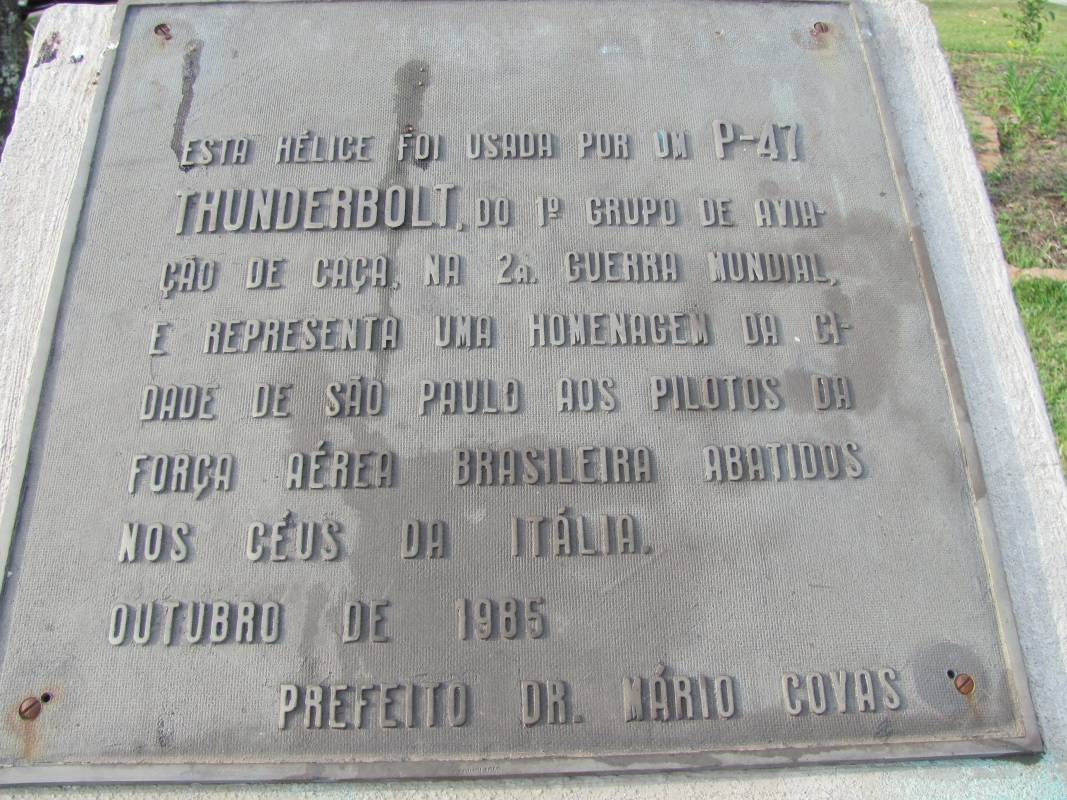 ESTA HÉLICE FOI USADA POR UM P-47
THUNDERBOLT, DO 1º GRUPO DE AVIA-
ÇÃO DE CAÇA, NA 2a. GUERRA MUNDIAL,
E REPRESENTA UMA HOMENAGEM DA CI-
DADE DE SÃO PAULO AOS PILOTOS DA
FORÇA AÉREA BRASILEIRA ABATIDOS
NOS CÉUS DA ITÁLIA.
OUTUBRO DE 1985
PREFEITO DR. MÁRIO COVAS